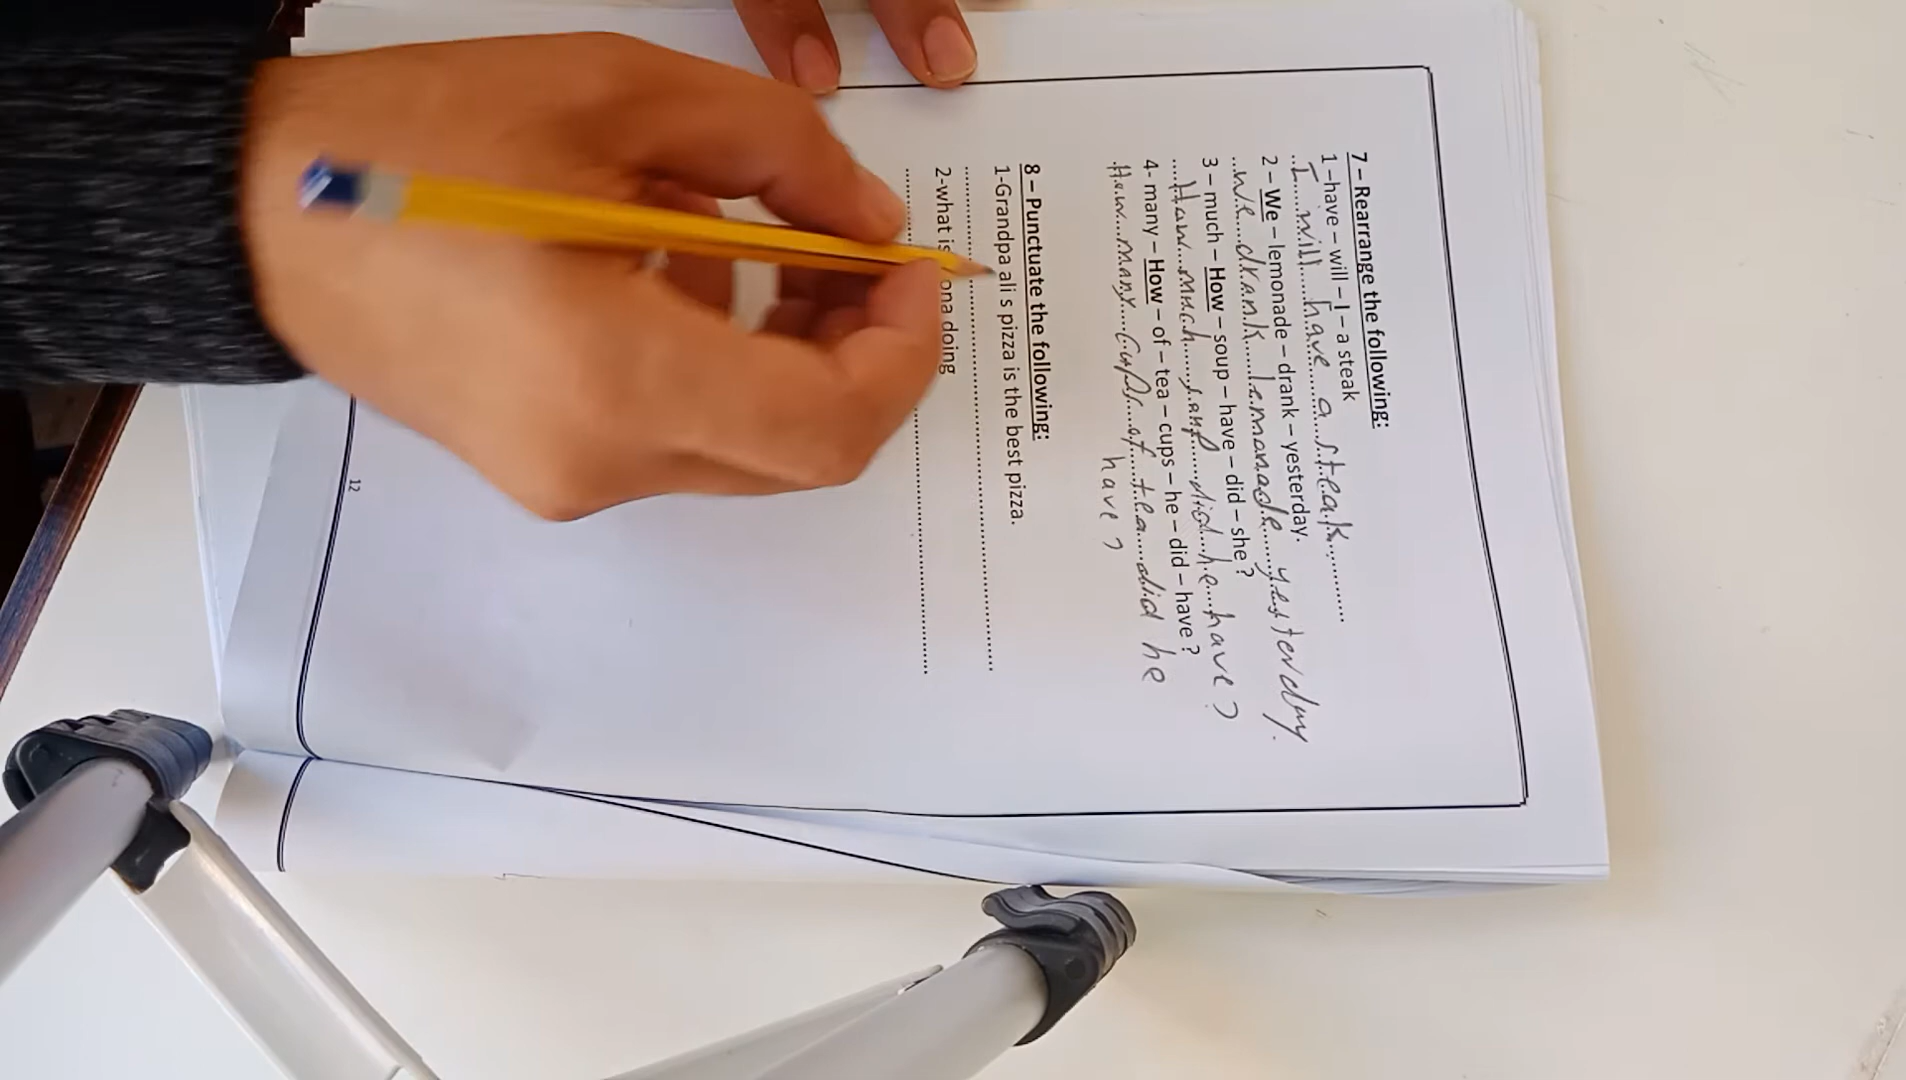 7 – Rearrange the following:
1 –have – will – I – a steak
I will have a steak
2 – We – lemonade – drank – yesterday.
We drank lemonade yesterday.
3 – much – How – soup – have – did – she ?
How much soup did he have ?
4- many – How – of – tea – cups – he – did – have ?
How many cups of tea did he
have ?
8 – Punctuate the following:
1-Grandpa ali s pizza is the best pizza.
2-what is ona doing
12